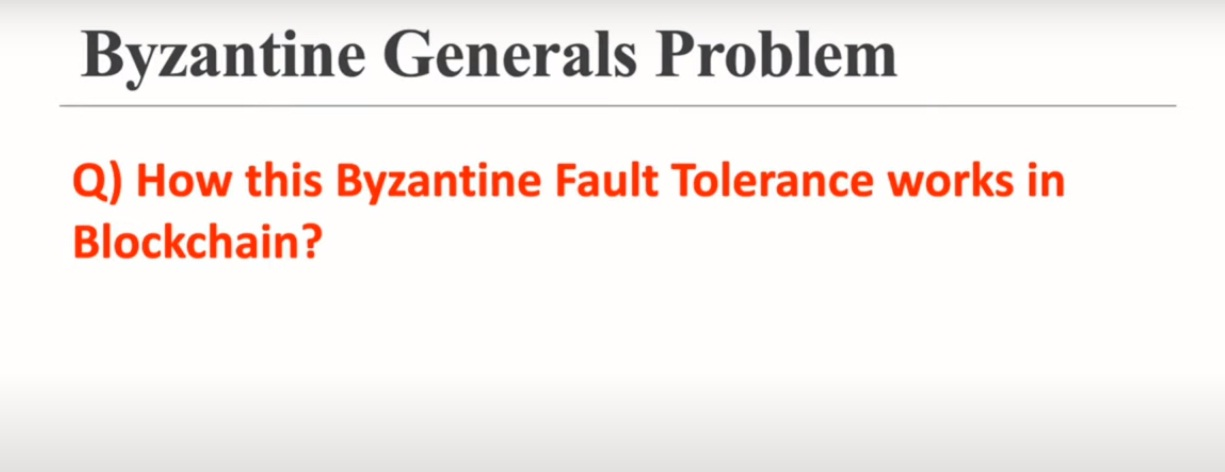 Byzantine Generals Problem
Q) How this Byzantine Fault Tolerance works in
Blockchain?